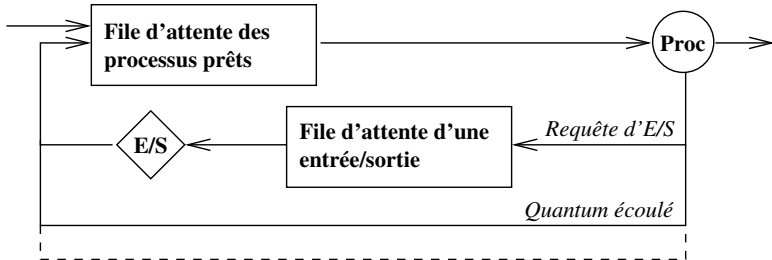 File d'attente des
processus prêts
Proc
E/S
File d'attente d'une
entrée/sortie
Requête d'E/S
Quantum écoulé